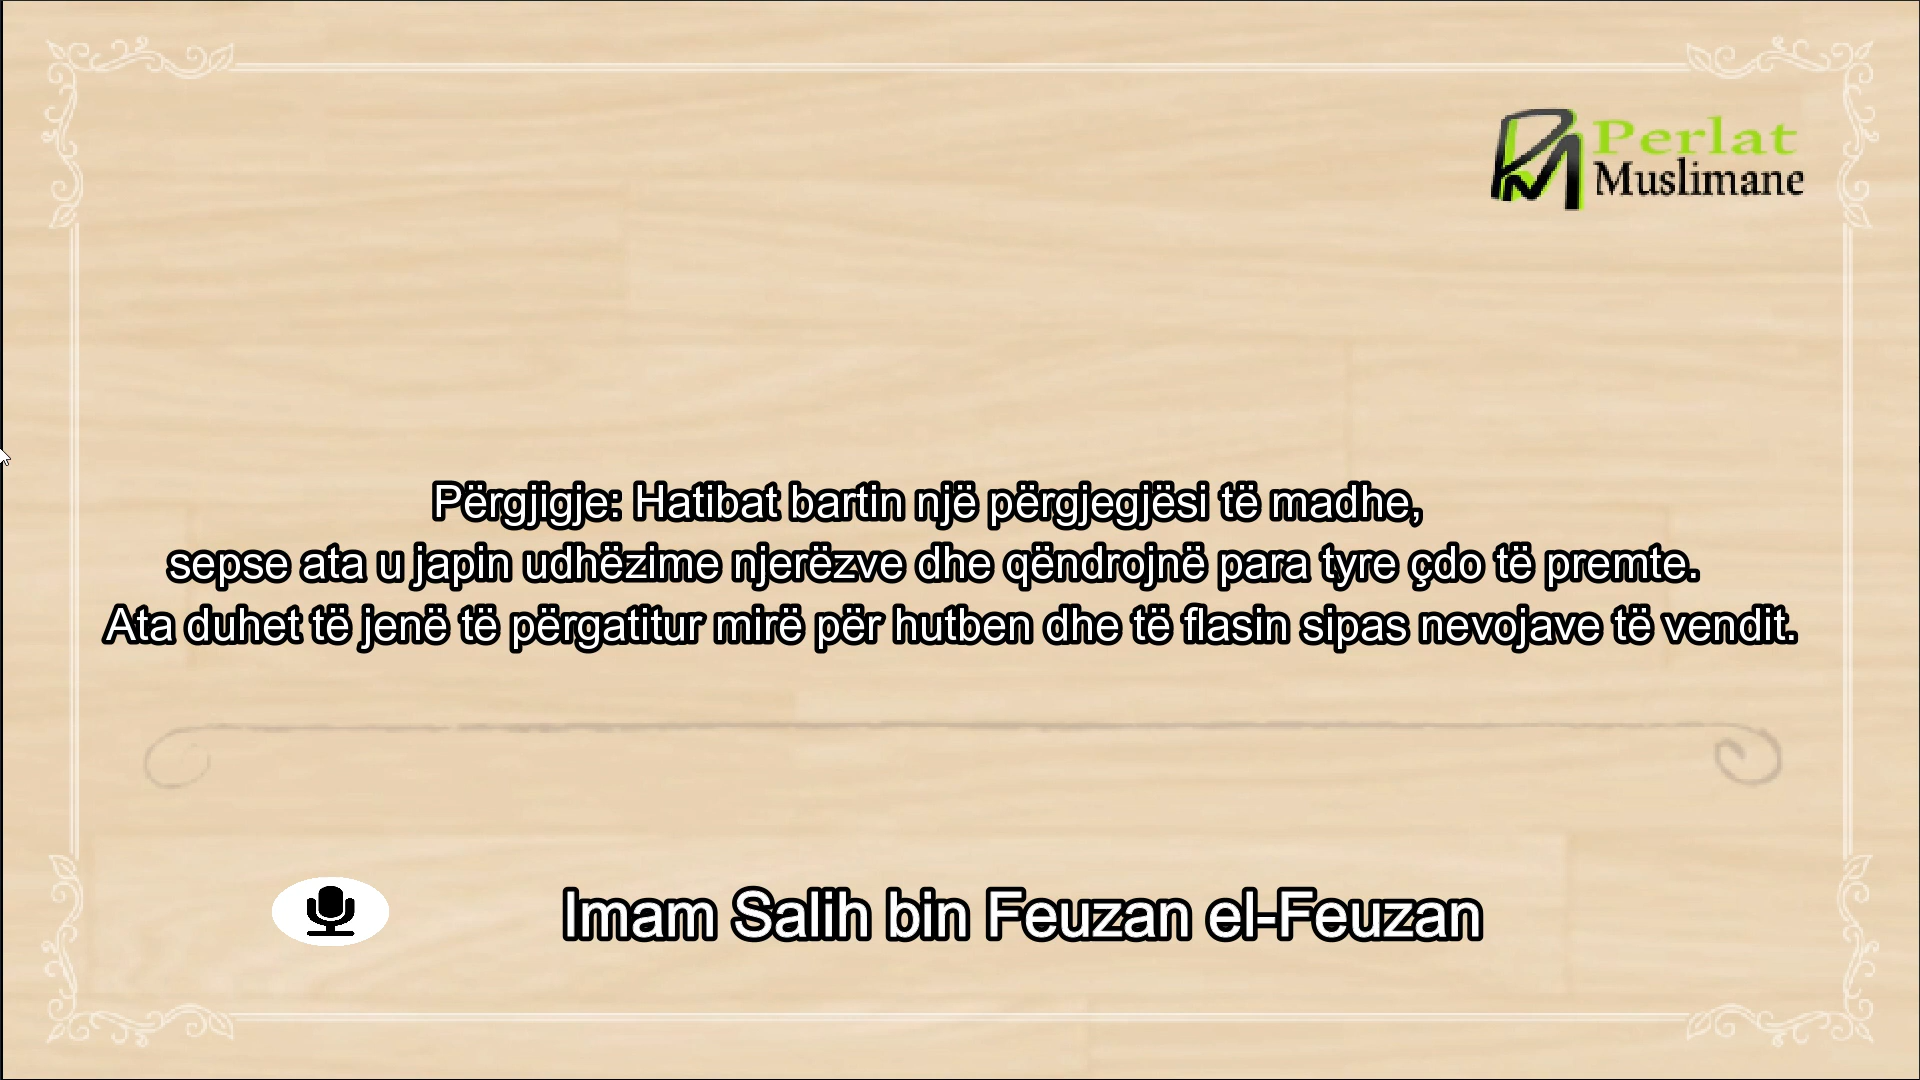 Perlat
Muslimane
Përgjigje: Hatibat bartin një përgjegjësi të madhe,
sepse ata u japin udhëzime njerëzve dhe qëndrojnë para tyre çdo të premte.
Ata duhet të jenë të përgatitur mirë për hutben dhe të flasin sipas nevojave të vendit.
Imam Salih bin Feuzan el-Feuzan